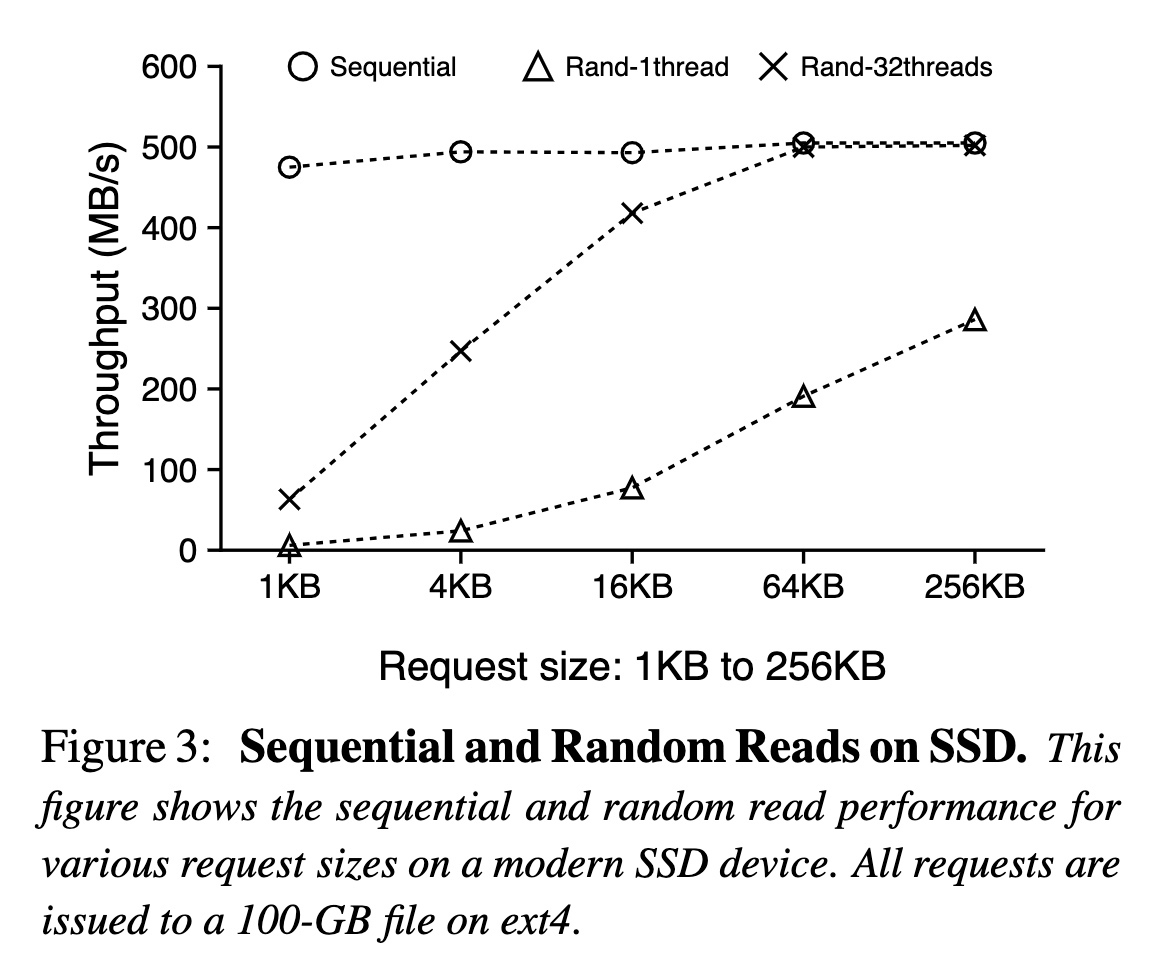 Sequential Rand-1thread Rand-32threads
600
500
400
300
200
100
0
Throughput (MB/s)
1KB 4KB 16KB 64KB 256KB
Request size: 1KB to 256KB
Figure 3: Sequential and Random Reads on SSD. This
figure shows the sequential and random read performance for
various request sizes on a modern SSD device. All requests are
issued to a 100-GB file on ext4.